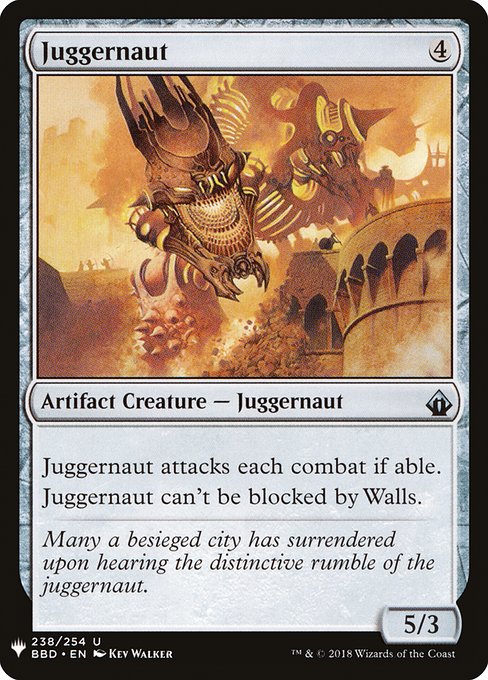 Juggernaut 4
Artifact Creature — Juggernaut
Juggernaut attacks each combat if able.
Juggernaut can't be blocked by Walls.
Many a besieged city has surrendered
upon hearing the distinctive rumble of the
juggernaut.
5/3
238/254 U
BBD • EN Kev Walker
™ & © 2018 Wizards of the Coast